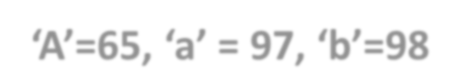 ‘A’=65, ‘a’ = 97, ‘b’=98